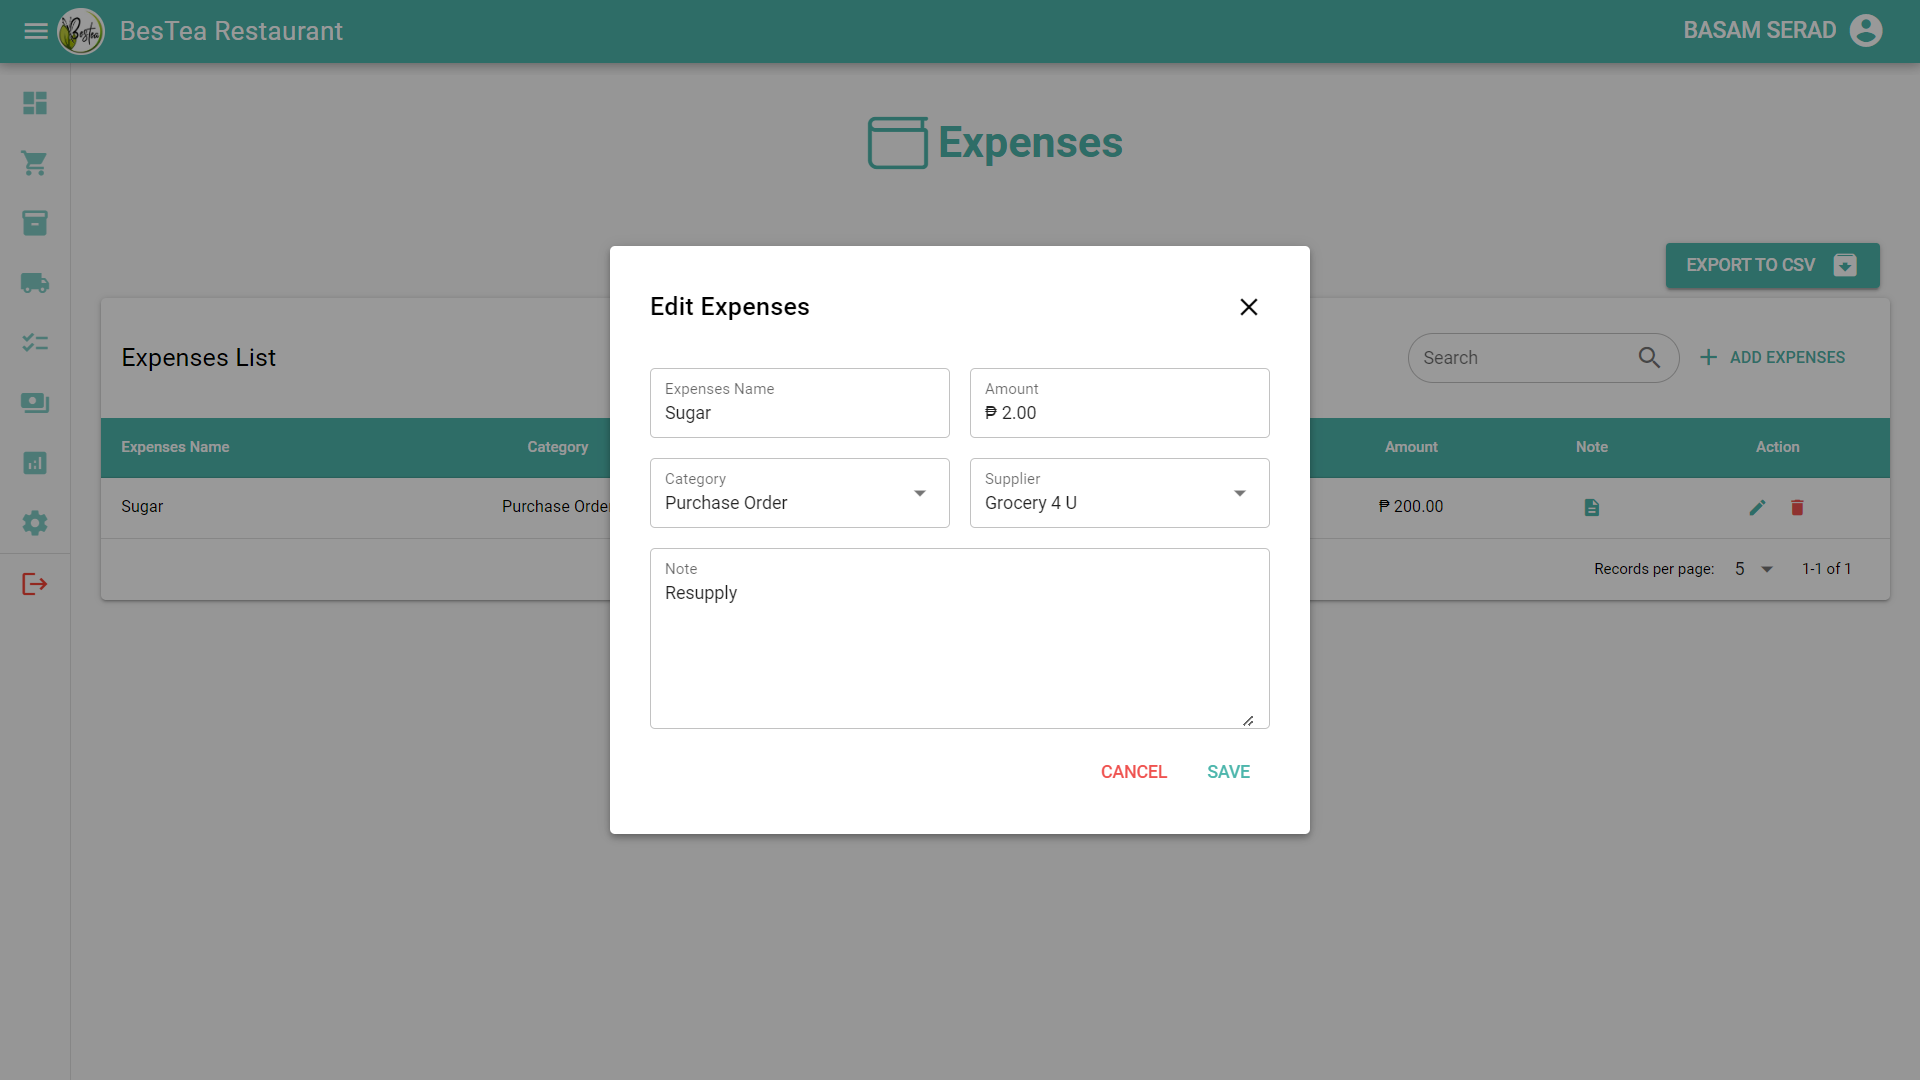 BesTea
BesTea Restaurant
BASAM SERAD
Expenses
EXPORT TO CSV
Expenses List
Search
ADD EXPENSES
Expenses Name
Category
Amount
Note
Action
Sugar
Purchase Orde
₱ 200.00
Records per page:
5
1-1 of 1
Edit Expenses
Expenses Name
Sugar
Amount
₱ 2.00
Category
Purchase Order
Supplier
Grocery 4 U
Note
Resupply
CANCEL
SAVE